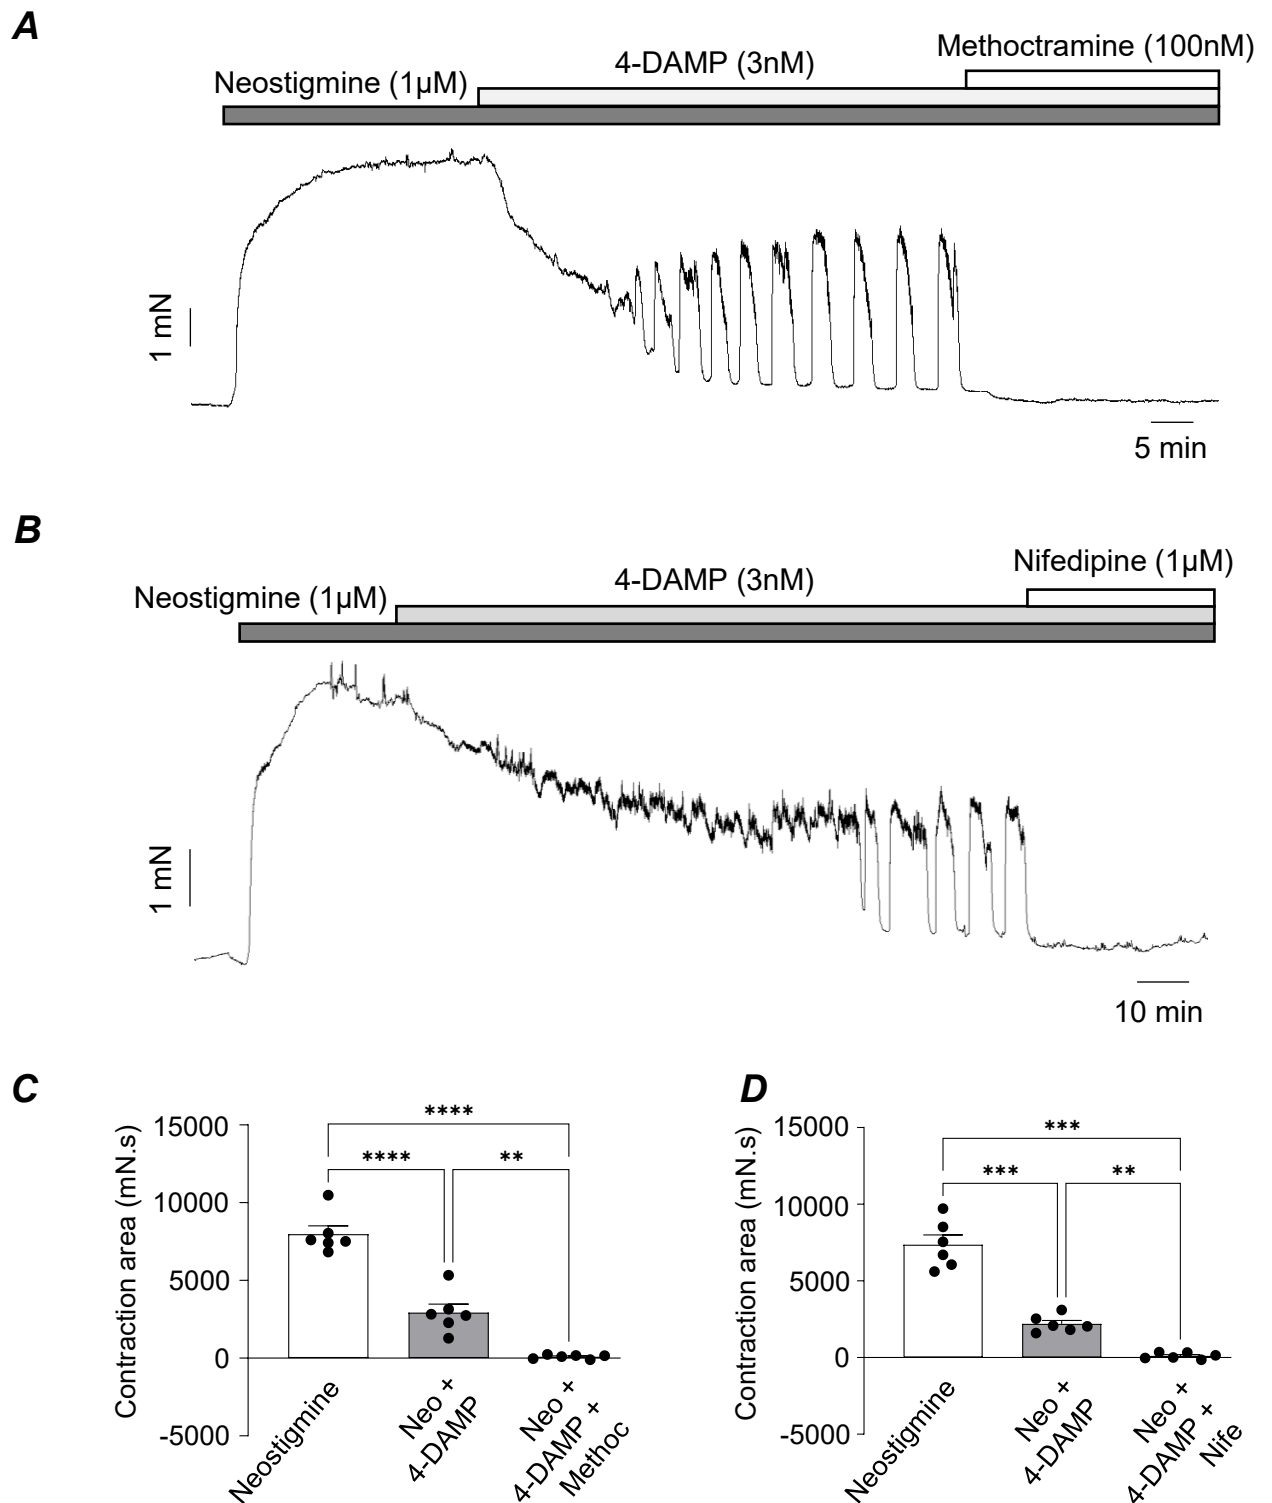 A
Methoctramine (100nM)
4-DAMP (3nM)
Neostigmine (1µM)
1 mN
5 min
B
Nifedipine (1µM)
4-DAMP (3nM)
Neostigmine (1µM)
1 mN
10 min
C
Contraction area (mN.s)
15000
10000
5000
0
-5000
****
****
**
Neostigmine
Neo +
4-DAMP
Neo +
4-DAMP +
Methoc
D
Contraction area (mN.s)
15000
10000
5000
0
-5000
***
***
**
Neostigmine
Neo +
4-DAMP
Neo +
4-DAMP +
Nife